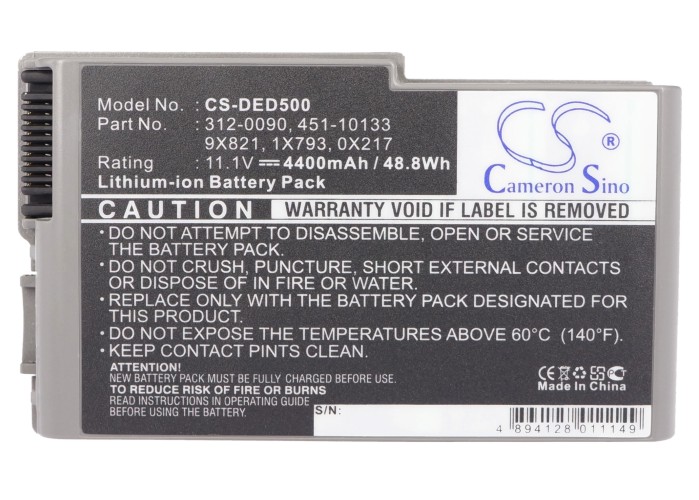 Model No. : CS-DED500
Part No. : 312-0090, 451-10133
9X821, 1X793, 0X217
Rating : 11.1V 4400mAh / 48.8Wh
Lithium-ion Battery Pack
CS
Cameron Sino
CAUTION WARRANTY VOID IF LABEL IS REMOVED
• DO NOT ATTEMPT TO DISASSEMBLE, OPEN OR SERVICE
THE BATTERY PACK.
• DO NOT CRUSH, PUNCTURE, SHORT EXTERNAL CONTACTS
OR DISPOSE OF IN FIRE OR WATER.
• REPLACE ONLY WITH THE BATTERY DESIGNATED FOR
THIS PRODUCT.
• DO NOT EXPOSE THE TEMPERATURES ABOVE 60°C (140°F).
• KEEP CONTACT PINTS CLEAN.
ATTENTION!
NEW BATTERY PACK MUST BE FULLY CHARGED BEFORE USE
TO REDUCE RISK OF FIRE OR BURNS
READ INSTRUCTIONS IN OPERATING GUIDE
BEFORE USING THIS BATTERY.
CE
Made In China
S/N:
4 894128 011149